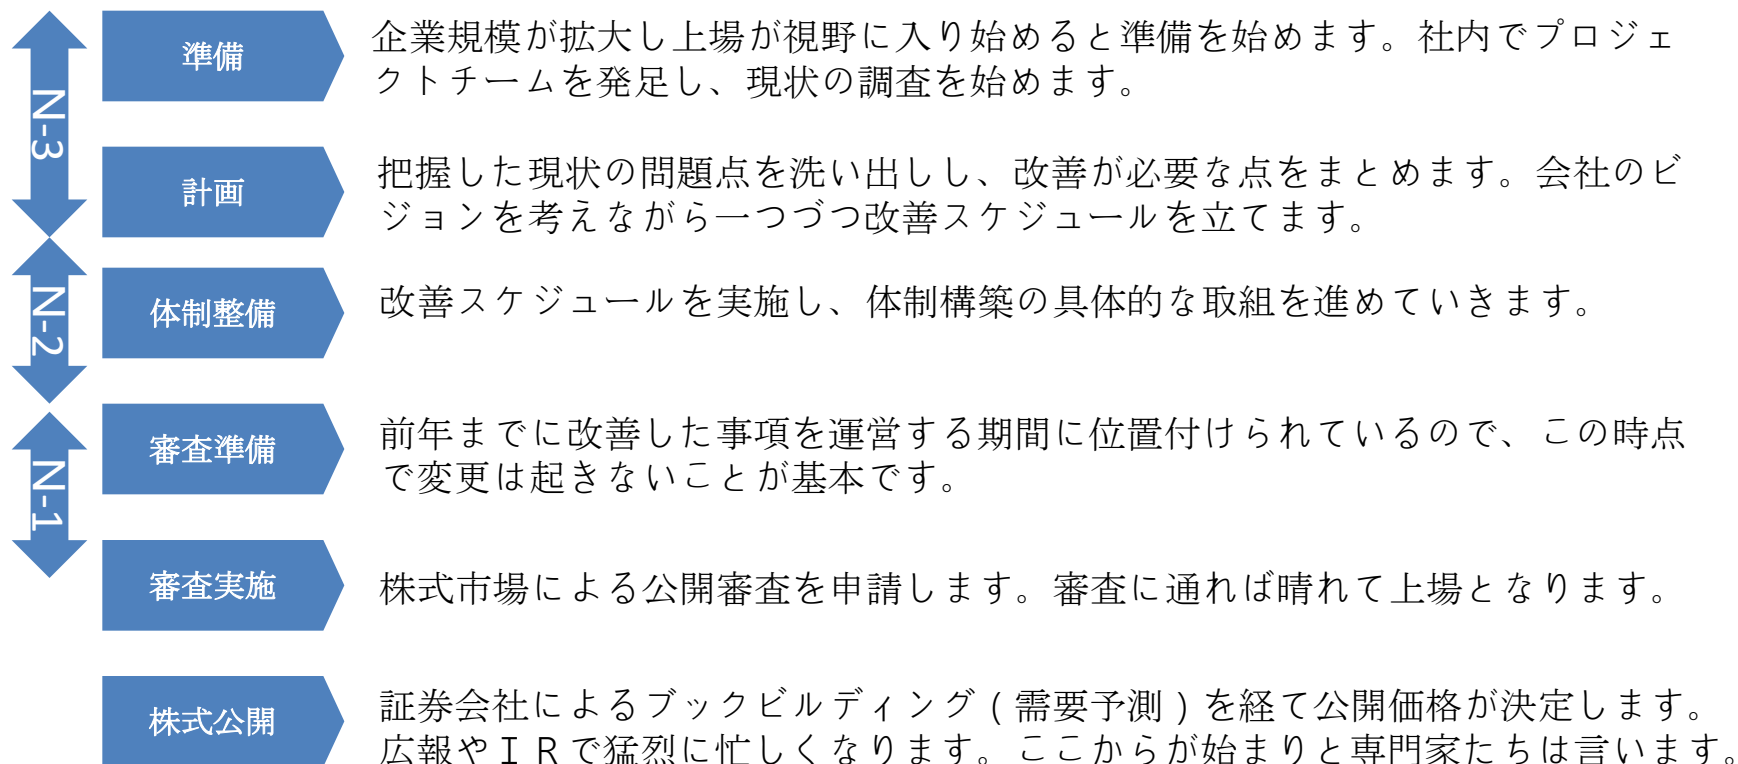 N-3
準備
企業規模が拡大し上場が視野に入り始めると準備を始めます。社内でプロジェ
クトチームを発足し、現状の調査を始めます。
計画
把握した現状の問題点を洗い出しし、改善が必要な点をまとめます。会社のビ
ジョンを考えながら一つづつ改善スケジュールを立てます。
N-2
体制整備
改善スケジュールを実施し、体制構築の具体的な取組を進めていきます。
N-1
審査準備
前年までに改善した事項を運営する期間に位置付けられているので、この時点
で変更は起きないことが基本です。
審査実施
株式市場による公開審査を申請します。審査に通れば晴れて上場となります。
株式公開
証券会社によるブックビルディング(需要予測)を経て公開価格が決定します。
広報やＩＲで猛烈に忙しくなります。ここからが始まりと専門家たちは言います。